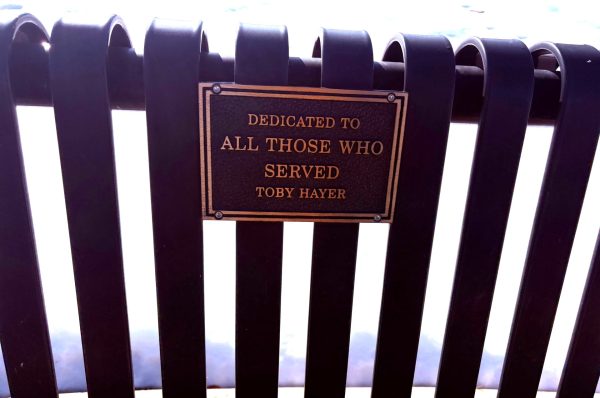 DEDICATED TO
ALL THOSE WHO
SERVED
TOBY HAYER